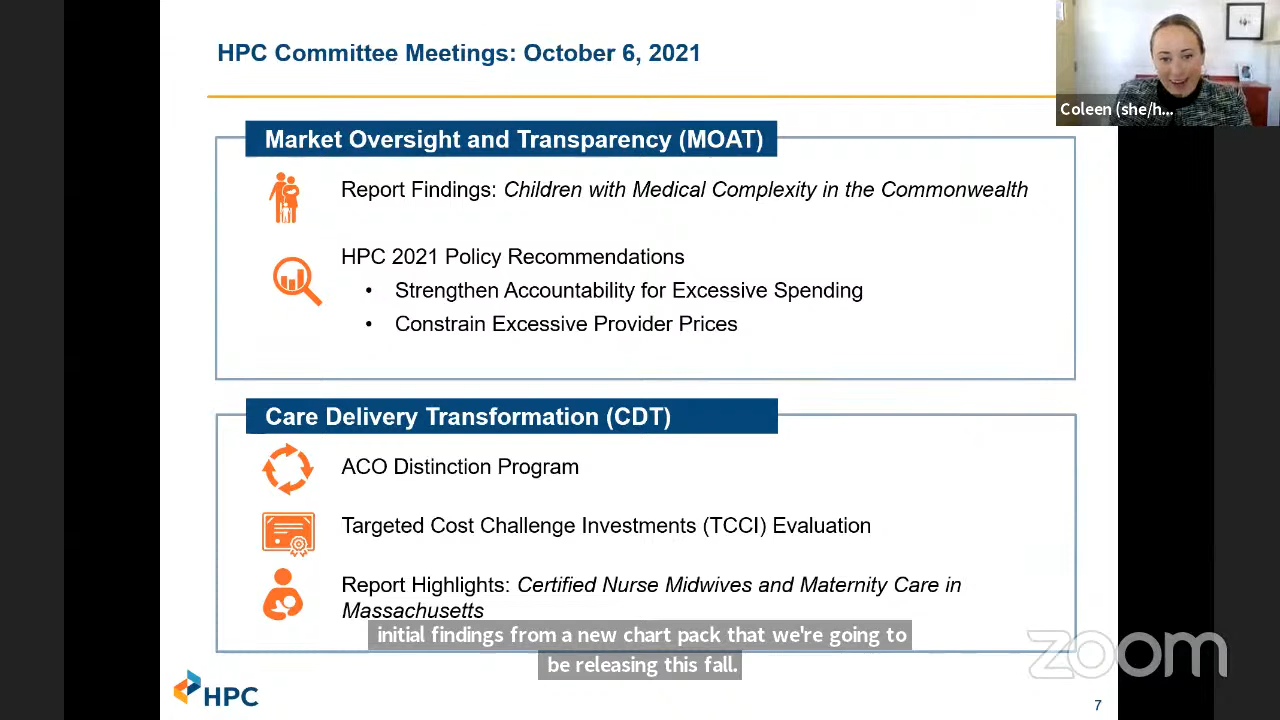 HPC Committee Meetings: October 6, 2021
Coleen (she/h...
Market Oversight and Transparency (MOAT)
Report Findings: Children with Medical Complexity in the Commonwealth
HPC 2021 Policy Recommendations
• Strengthen Accountability for Excessive Spending
• Constrain Excessive Provider Prices
Care Delivery Transformation (CDT)
ACO Distinction Program
Targeted Cost Challenge Investments (TCCI) Evaluation
Report Highlights: Certified Nurse Midwives and Maternity Care in
Massachusetts
initial findings from a new chart pack that we're going to
be releasing this fall.
zoom
HPC
7